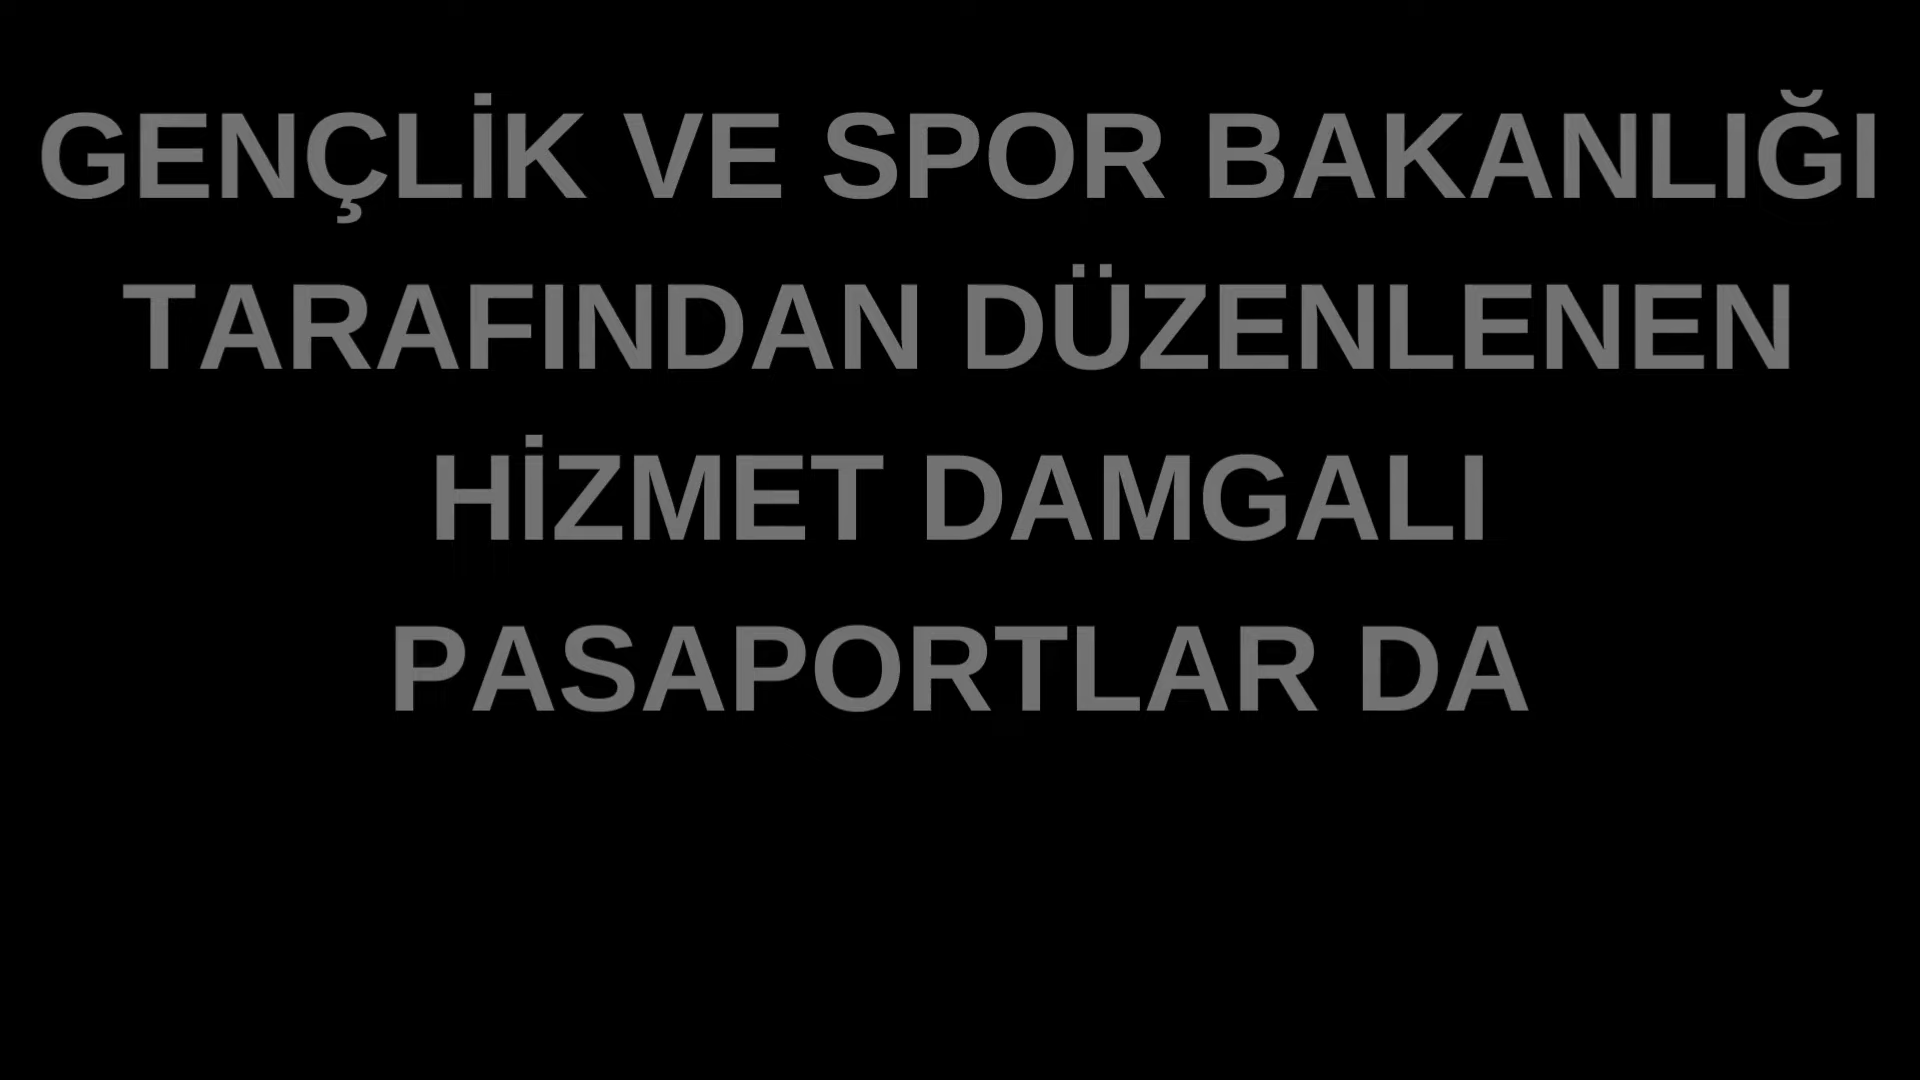 GENÇLİK VE SPOR BAKANLIĞI
TARAFINDAN DÜZENLENEN
HİZMET DAMGALI
PASAPORTLAR DA